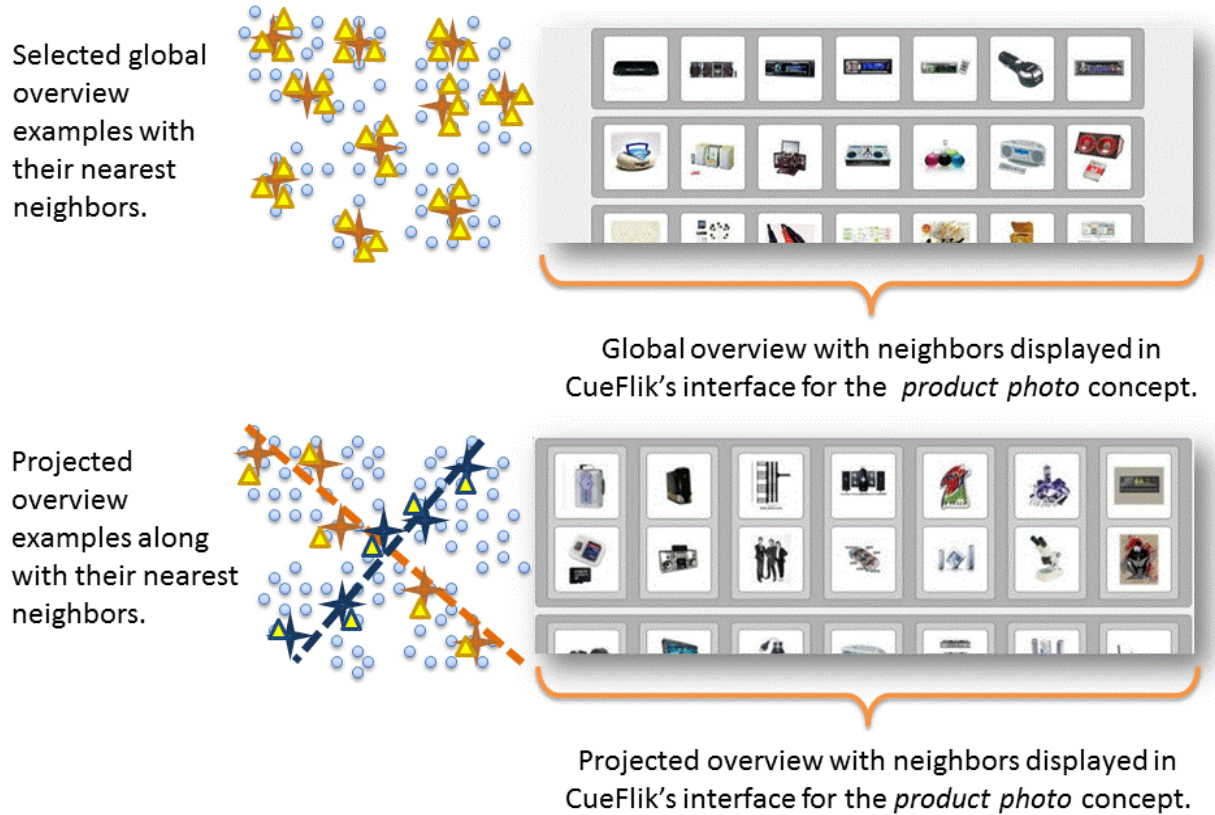 Selected global
overview
examples with
their nearest
neighbors.
Global overview with neighbors displayed in
CueFlik's interface for the product photo concept.
Projected
overview
examples along
with their nearest
neighbors.
Projected overview with neighbors displayed in
CueFlik's interface for the product photo concept.